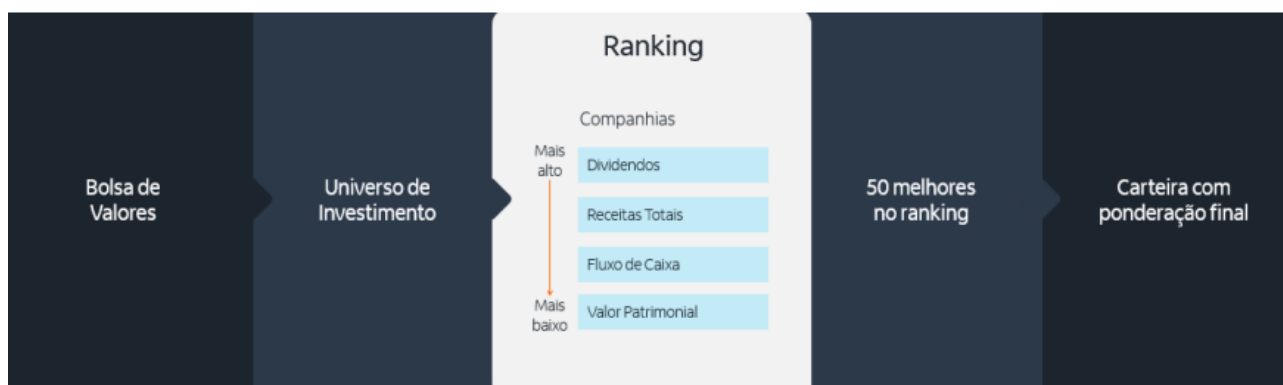 Bolsa de
Valores
Universo de
Investimento
Ranking
Companhias
Mais
alto
Dividendos
Receitas Totais
Fluxo de Caixa
Mais
baixo
Valor Patrimonial
50 melhores
no ranking
Carteira com
ponderação final